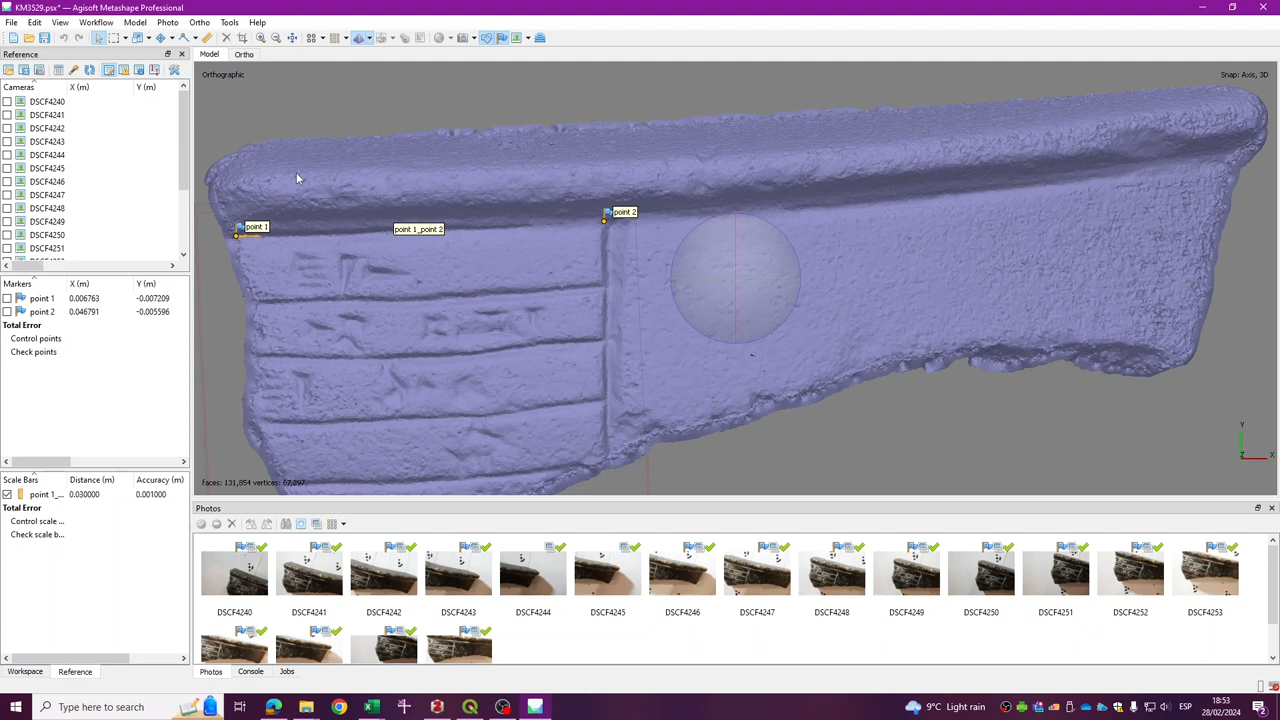 KM3529.psx* — Agisoft Metashape Professional
File Edit View Workflow Model Photo Ortho Tools Help
Reference
Model Ortho
Cameras X (m) Y (m)
DSCF4240
DSCF4241
DSCF4242
DSCF4243
DSCF4244
DSCF4245
DSCF4246
DSCF4247
DSCF4248
DSCF4249
DSCF4250
DSCF4251
Markers X (m) Y (m)
point 1 0.006763 -0.007209
point 2 0.046791 -0.005596
Total Error
Control points
Check points
Scale Bars Distance (m) Accuracy (m)
point 1_... 0.030000 0.001000
Total Error
Control scale ...
Check scale b...
Workspace Reference
Orthographic
Snap: Axis, 3D
point 1
point 1_point 2
point 2
Y
Z X
faces: 131,854 vertices: 67,297
Photos
DSCF4240 DSCF4241 DSCF4242 DSCF4243 DSCF4244 DSCF4245 DSCF4246 DSCF4247 DSCF4248 DSCF4249 DSCF4250 DSCF4251 DSCF4252 DSCF4253
Photos Console Jobs
Type here to search
9°C Light rain
ESP
18:53
28/02/2024
2